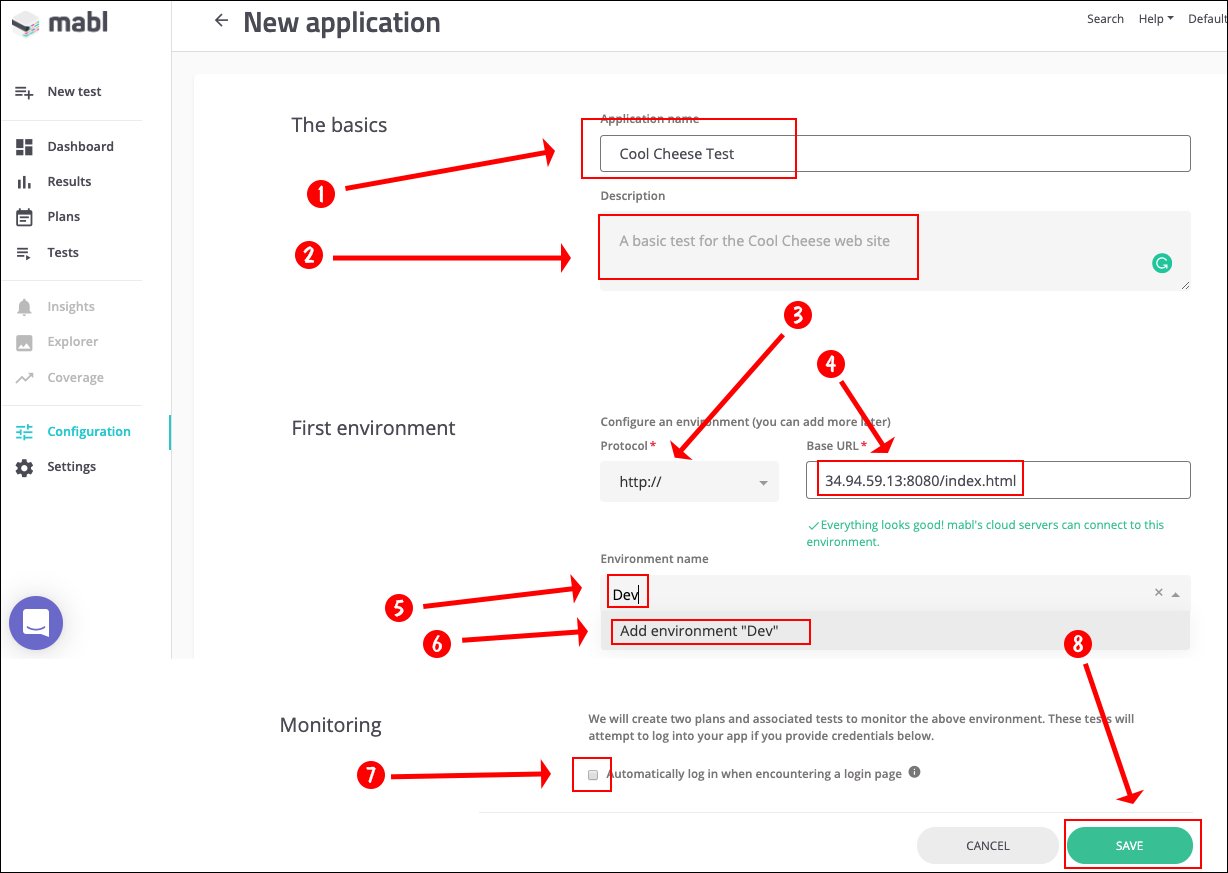 mabl
New application
Search Help Default
New test
Dashboard
Results
Plans
Tests
Insights
Explorer
Coverage
Configuration
Settings
The basics
Application name
Cool Cheese Test
1
Description
2
A basic test for the Cool Cheese web site
3
4
First environment
Configure an environment (you can add more later)
Protocol * Base URL *
http:// 34.94.59.13:8080/index.html
Everything looks good! mabl's cloud servers can connect to this
environment.
Environment name
5
Dev
6
Add environment "Dev"
8
Monitoring
We will create two plans and associated tests to monitor the above environment. These tests will
attempt to log into your app if you provide credentials below.
7
Automatically log in when encountering a login page
CANCEL SAVE